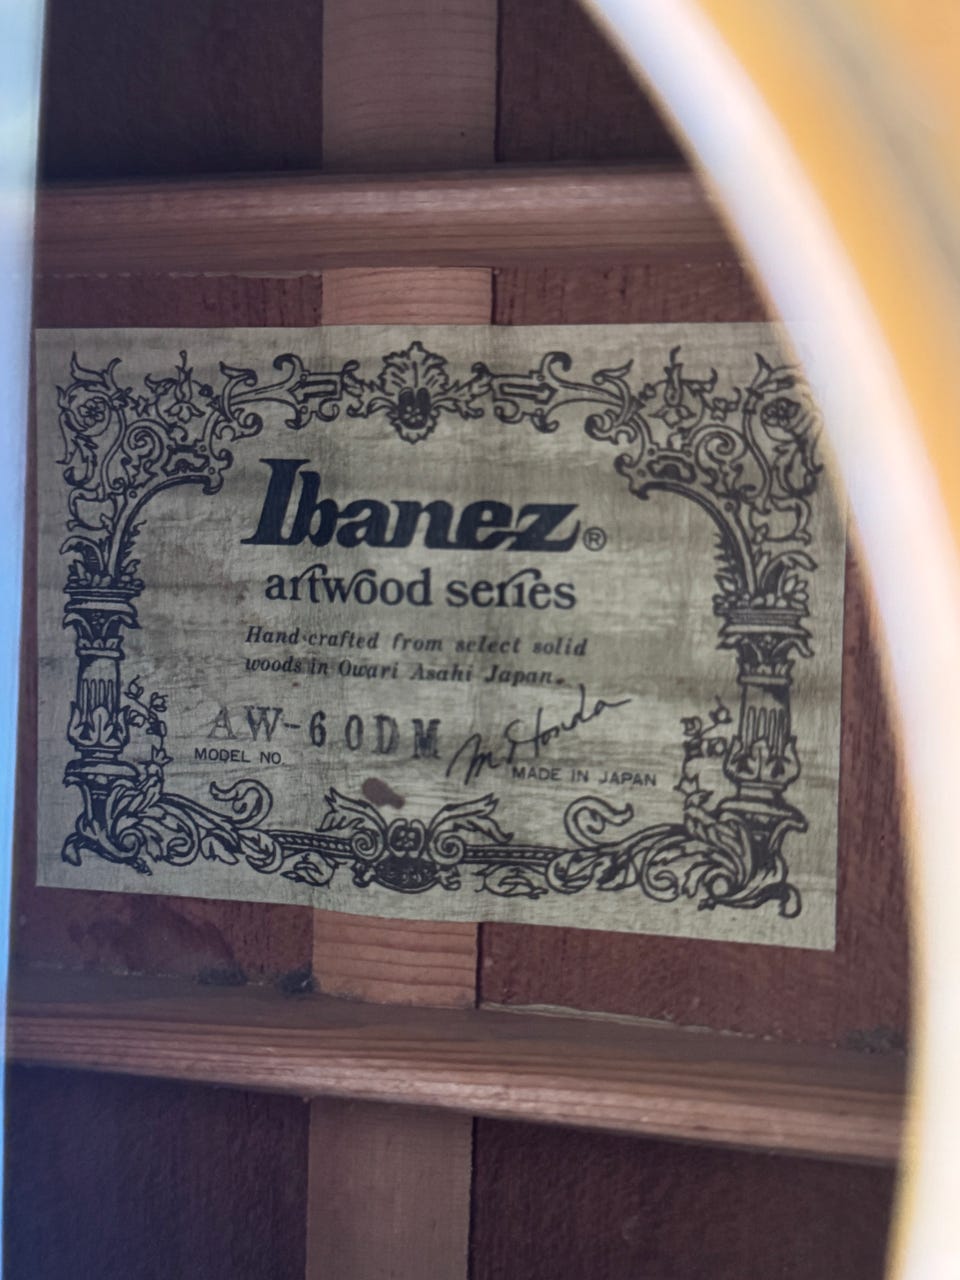 Ibanez®
artwood series
Hand-crafted from select solid
woods in Owari Asahi Japan.
AW-60DM
MODEL NO.
M Honda
MADE IN JAPAN